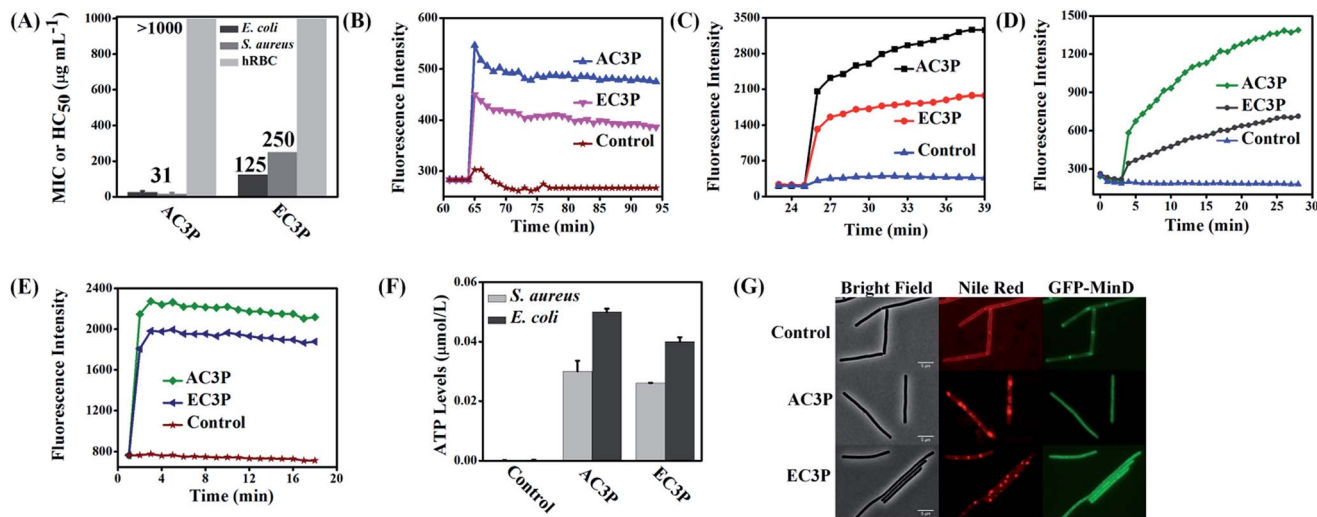 (A)
MIC or HC50 (µg mL-1)
1000
800
600
400
200
0
>1000
E. coli
S. aureus
hRBC
31
125
250
AC3P
EC3P
(B)
Fluorescence Intensity
600
500
400
300
AC3P
EC3P
Control
60 65 70 75 80 85 90 95
Time (min)
(C)
Fluorescence Intensity
3500
2800
2100
1400
700
0
AC3P
EC3P
Control
24 27 30 33 36 39
Time (min)
(D)
Fluorescence Intensity
1500
1200
900
600
300
AC3P
EC3P
Control
0 5 10 15 20 25 30
Time (min)
(E)
Fluorescence Intensity
2400
2000
1600
1200
800
AC3P
EC3P
Control
0 4 8 12 16 20
Time (min)
(F)
ATP Levels (µmol/L)
0.06
0.04
0.02
0.00
S. aureus
E. coli
Control
AC3P
EC3P
(G)
Bright Field Nile Red GFP-MinD
Control
AC3P
EC3P